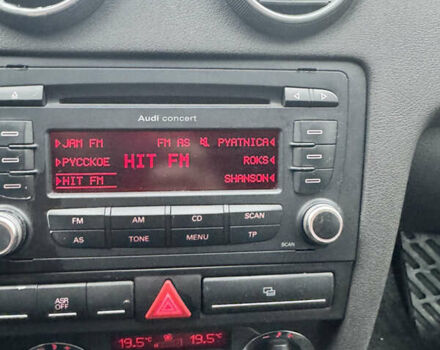 Audi concert
JAM FM FM AS PYATNICA
РУССКОЕ HIT FM ROKS
HIT FM SHANSON
FM AM CD SCAN
AS TONE MENU TP
SCAN
ASR
OFF
19.5°C 19.5°C